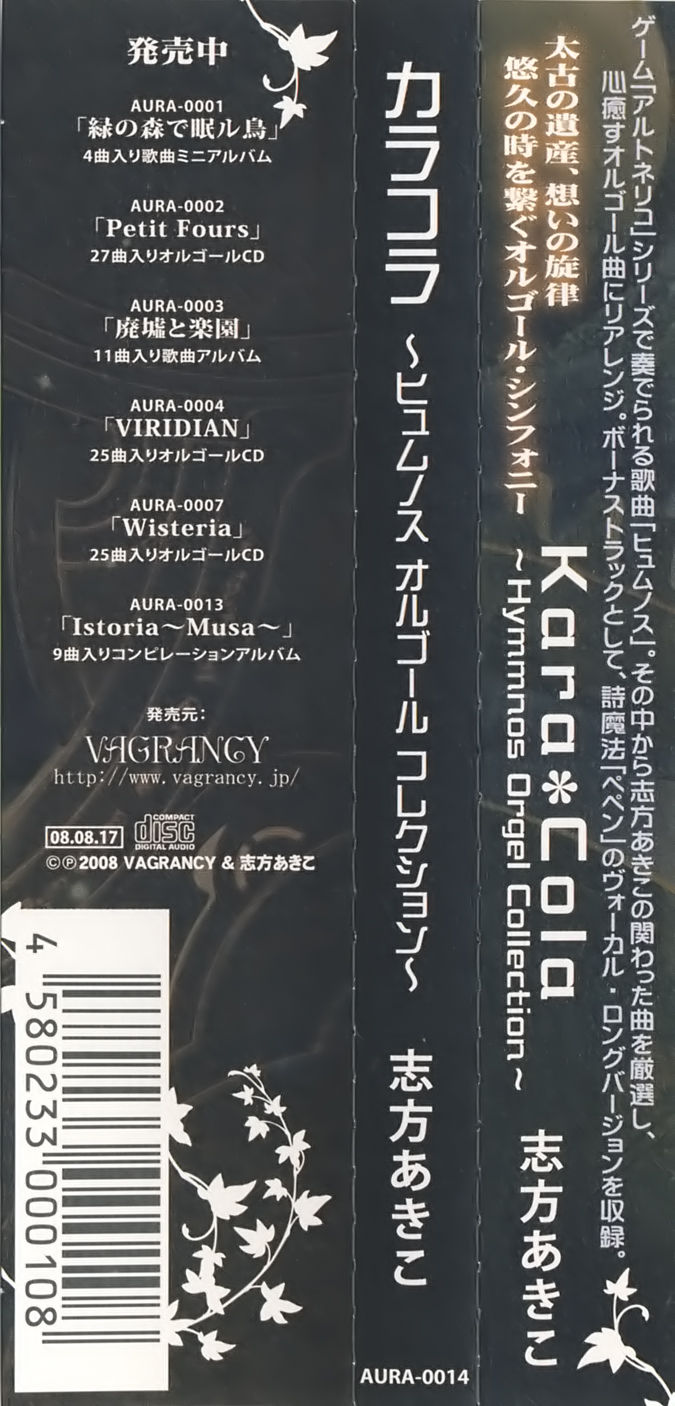 ゲーム「アルトネリコ」シリーズで奏でられる歌曲「ヒュムノス」。その中から志方あきこの関わった曲を厳選し、
心癒すオルゴール曲にリアレンジ。ボーナストラックとして、詩魔法「ペペン」のヴォーカル・ロングバージョンを収録。
太古の遺産、想いの旋律
悠久の時を繋ぐオルゴール・シンフォニー
Kara*Cola
~Hymmnos Orgel Collection~
志方あきこ
カラコラ ~ヒュムノス オルゴール コレクション~ 志方あきこ
AURA-0014
発売中
AURA-0001
「緑の森で眠ル鳥」
4曲入り歌曲ミニアルバム
AURA-0002
「Petit Fours」
27曲入りオルゴールCD
AURA-0003
「廃墟と楽園」
11曲入り歌曲アルバム
AURA-0004
「VIRIDIAN」
25曲入りオルゴールCD
AURA-0007
「Wisteria」
25曲入りオルゴールCD
AURA-0013
「Istoria~Musa~」
9曲入りコンピレーションアルバム
発売元:
VAGRANCY
http://www.vagrancy.jp/
08.08.17 COMPACT disc DIGITAL AUDIO
©℗2008 VAGRANCY & 志方あきこ
4 580233 000108